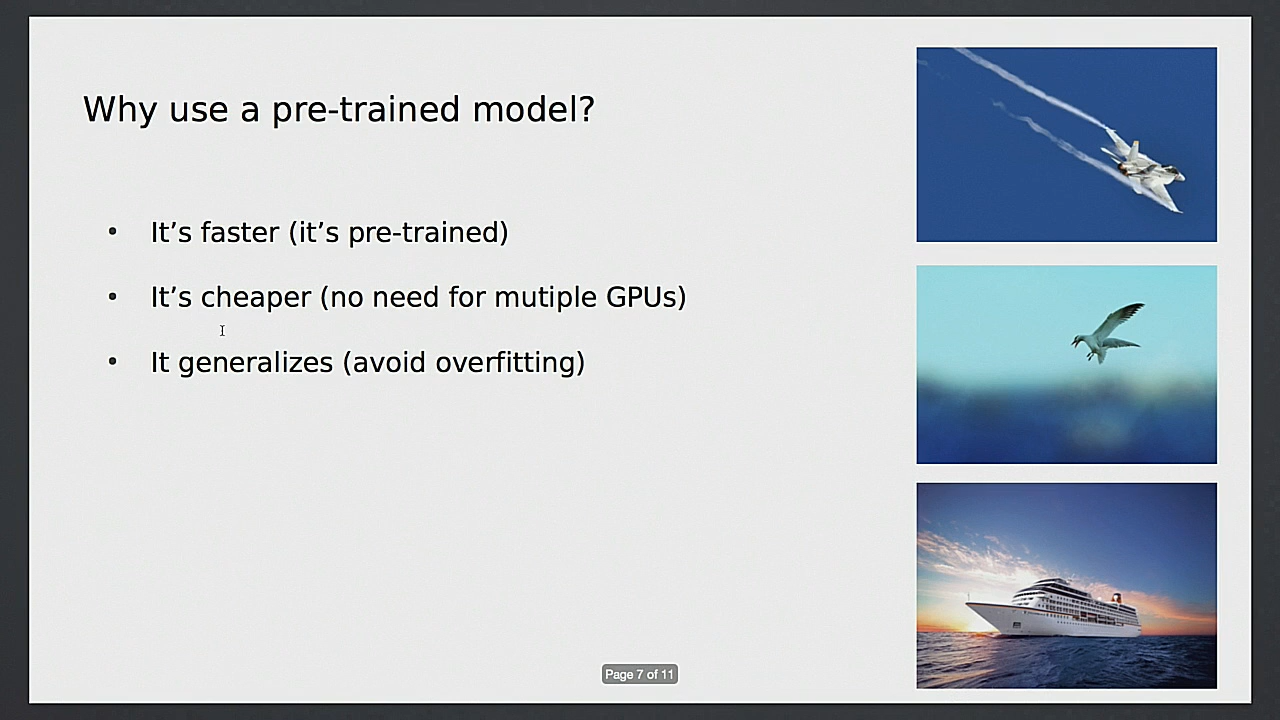 Why use a pre-trained model?
• It’s faster (it’s pre-trained)
• It’s cheaper (no need for mutiple GPUs)
• It generalizes (avoid overfitting)
Page 7 of 11